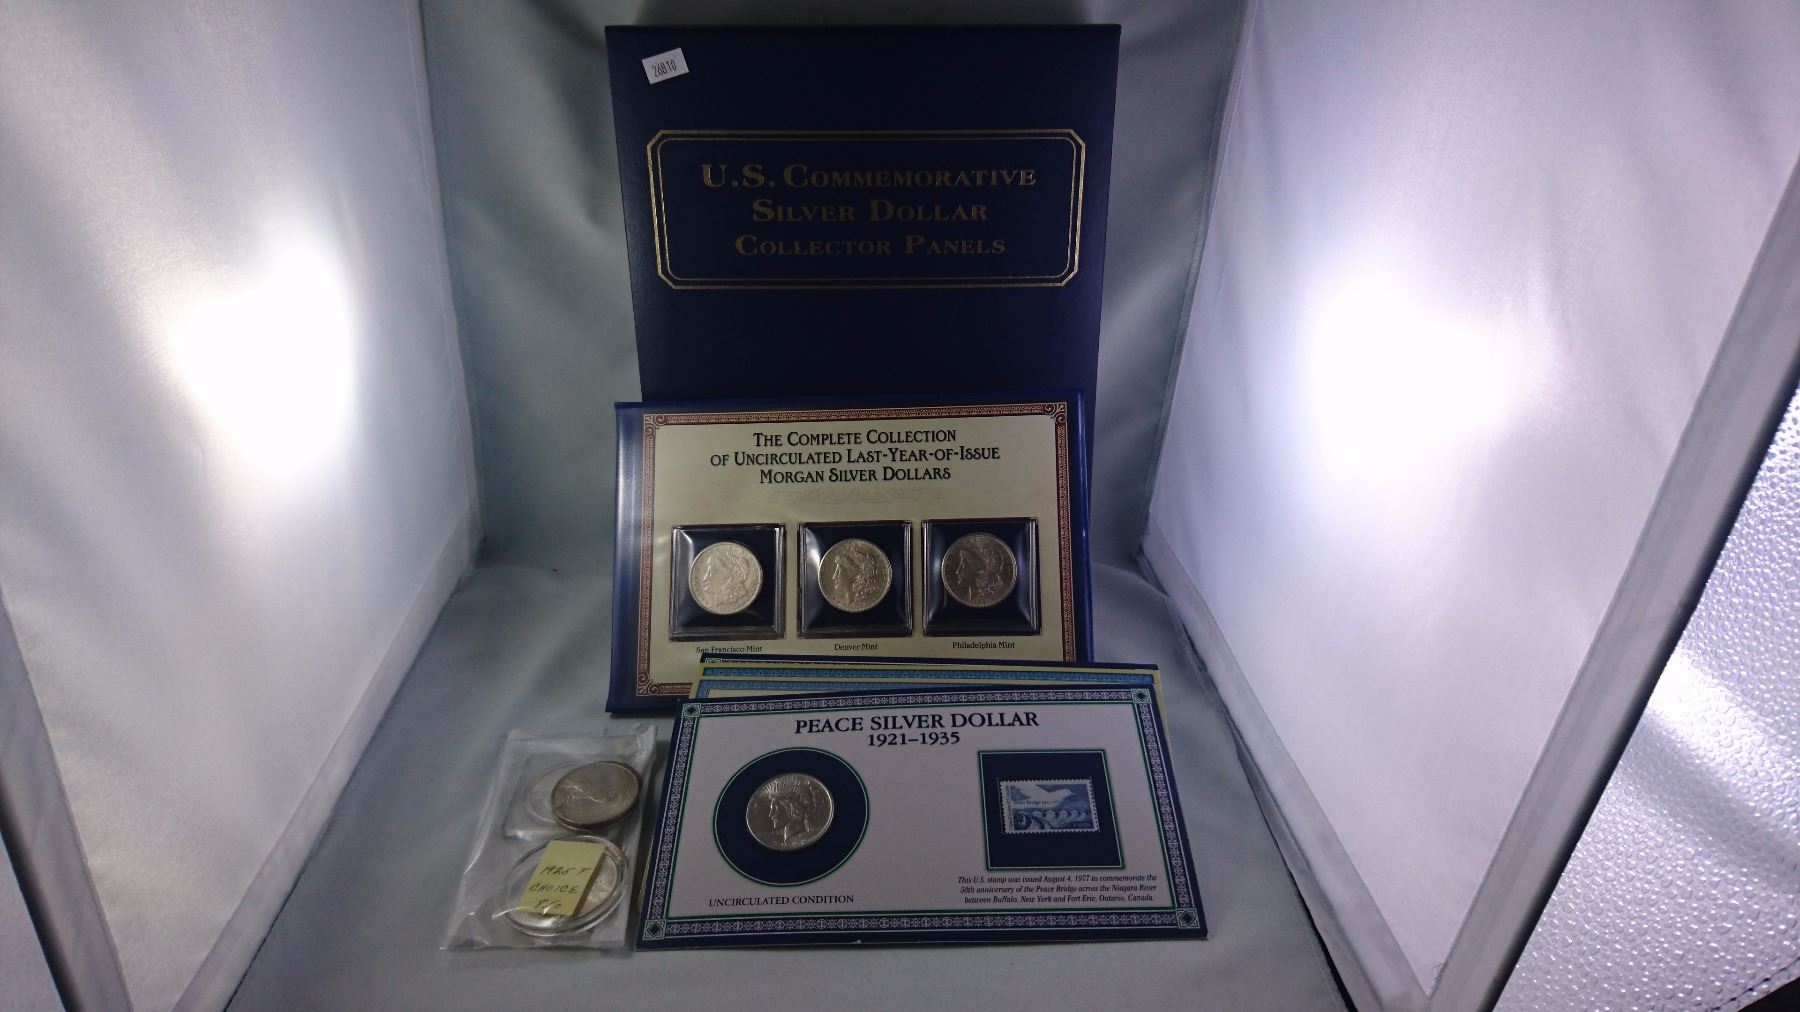 26810
U.S. COMMEMORATIVE
SILVER DOLLAR
COLLECTOR PANELS
THE COMPLETE COLLECTION
OF UNCIRCULATED LAST-YEAR-OF-ISSUE
MORGAN SILVER DOLLARS
San Francisco Mint
Denver Mint
Philadelphia Mint
PEACE SILVER DOLLAR
1921–1935
UNCIRCULATED CONDITION
This U.S. stamp was issued August 4, 1977 to commemorate the
50th anniversary of the Peace Bridge across the Niagara River
between Buffalo, New York and Fort Erie, Ontario, Canada.
1925
CHOICE